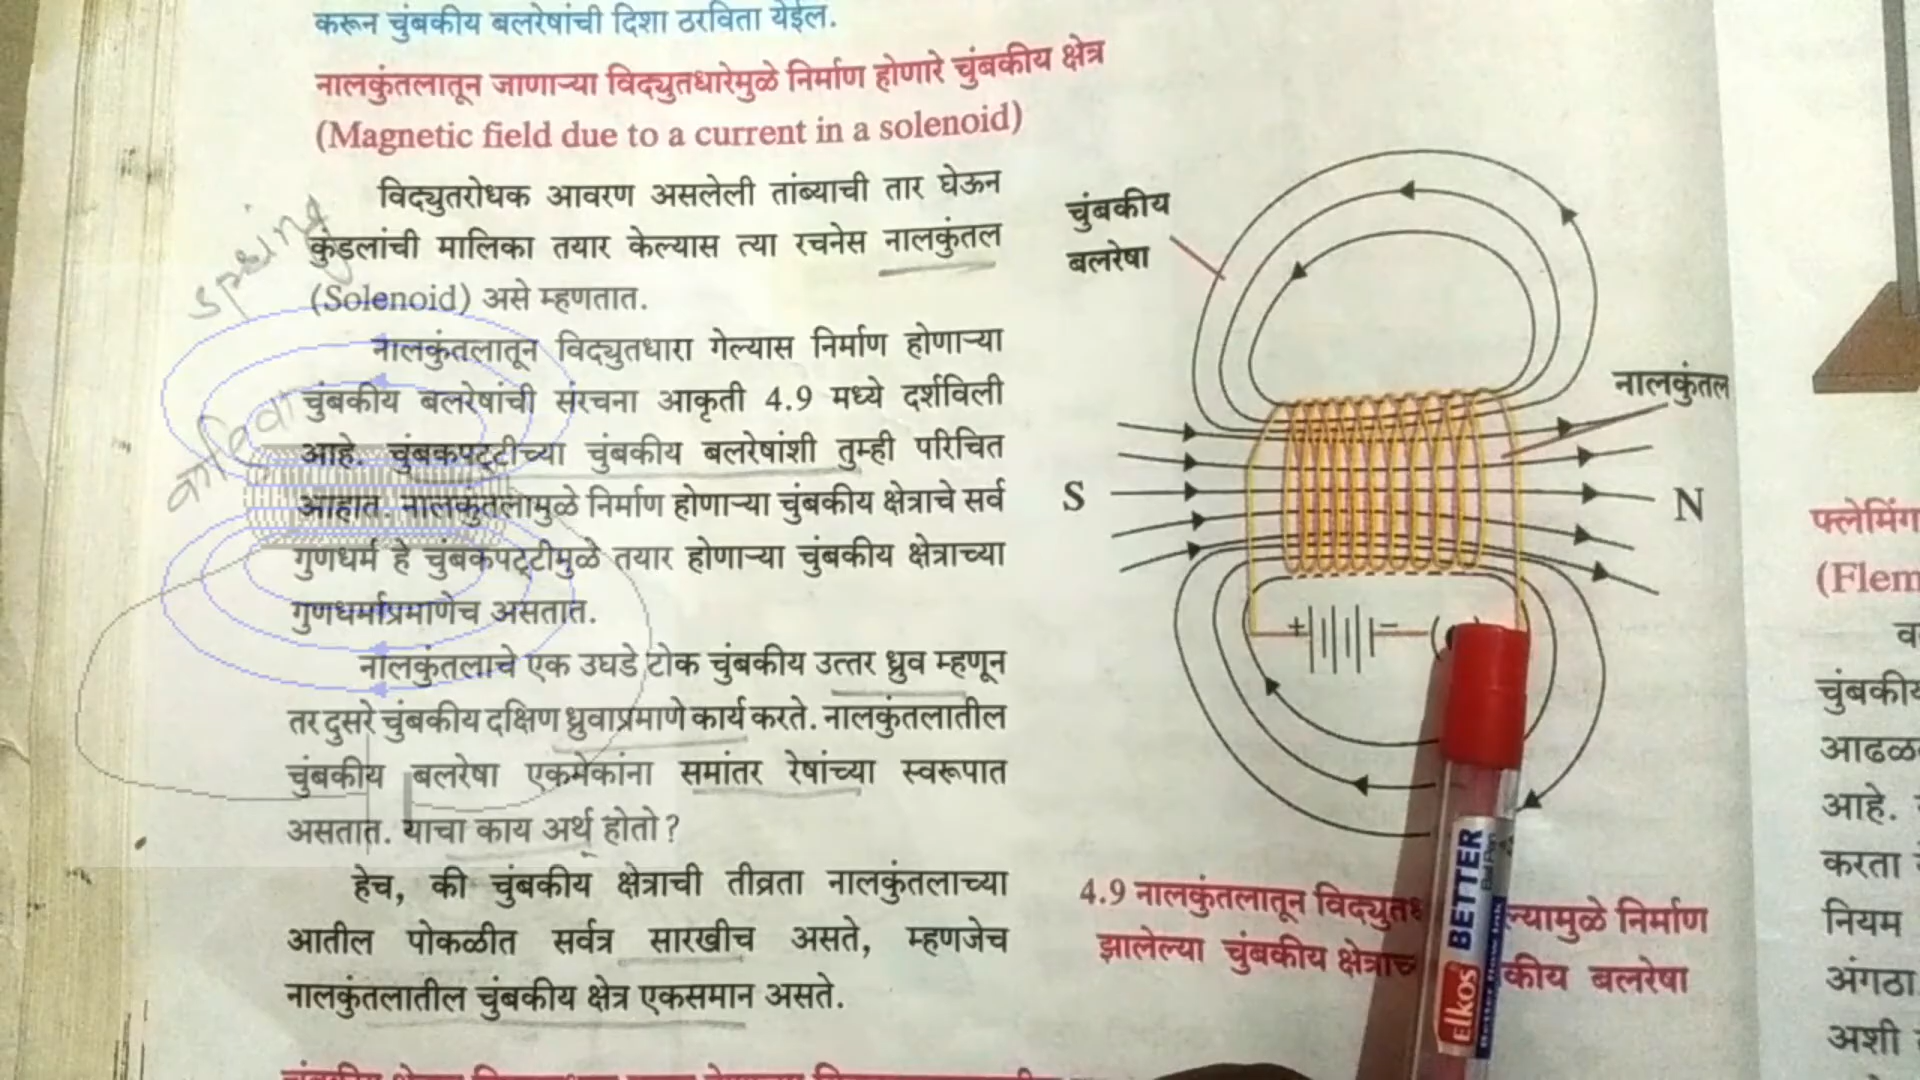 करून चुंबकीय बलरेषांची दिशा ठरविता येईल.
नालकुंतलातून जाणाऱ्या विद्युतधारेमुळे निर्माण होणारे चुंबकीय क्षेत्र
(Magnetic field due to a current in a solenoid)
विद्युतरोधक आवरण असलेली तांब्याची तार घेऊन
कुंडलांची मालिका तयार केल्यास त्या रचनेस नालकुंतल
(Solenoid) असे म्हणतात.
नालकुंतलातून विद्युतधारा गेल्यास निर्माण होणाऱ्या
चुंबकीय बलरेषांची संरचना आकृती 4.9 मध्ये दर्शविली
आहे. चुंबकपट्टीच्या चुंबकीय बलरेषांशी तुम्ही परिचित
आहात. नालकुंतलामुळे निर्माण होणाऱ्या चुंबकीय क्षेत्राचे सर्व
गुणधर्म हे चुंबकपट्टीमुळे तयार होणाऱ्या चुंबकीय क्षेत्राच्या
गुणधर्माप्रमाणेच असतात.
नालकुंतलाचे एक उघडे टोक चुंबकीय उत्तर ध्रुव म्हणून
तर दुसरे चुंबकीय दक्षिण ध्रुवाप्रमाणे कार्य करते. नालकुंतलातील
चुंबकीय बलरेषा एकमेकांना समांतर रेषांच्या स्वरूपात
असतात. याचा काय अर्थ होतो?
हेच, की चुंबकीय क्षेत्राची तीव्रता नालकुंतलाच्या
आतील पोकळीत सर्वत्र सारखीच असते, म्हणजेच
नालकुंतलातील चुंबकीय क्षेत्र एकसमान असते.
spring
चुंबकीय
बलरेषा
नालकुंतल
S
N
+ −
4.9 नालकुंतलातून ल्यामुळे निर्माण
झालेल्या चुंबकीय बलरेषा
Elkos BETTER
फ्लेमिंग
(Flem
चुंबकीय
आहे.
करता
नियम
अंगठा
अशी